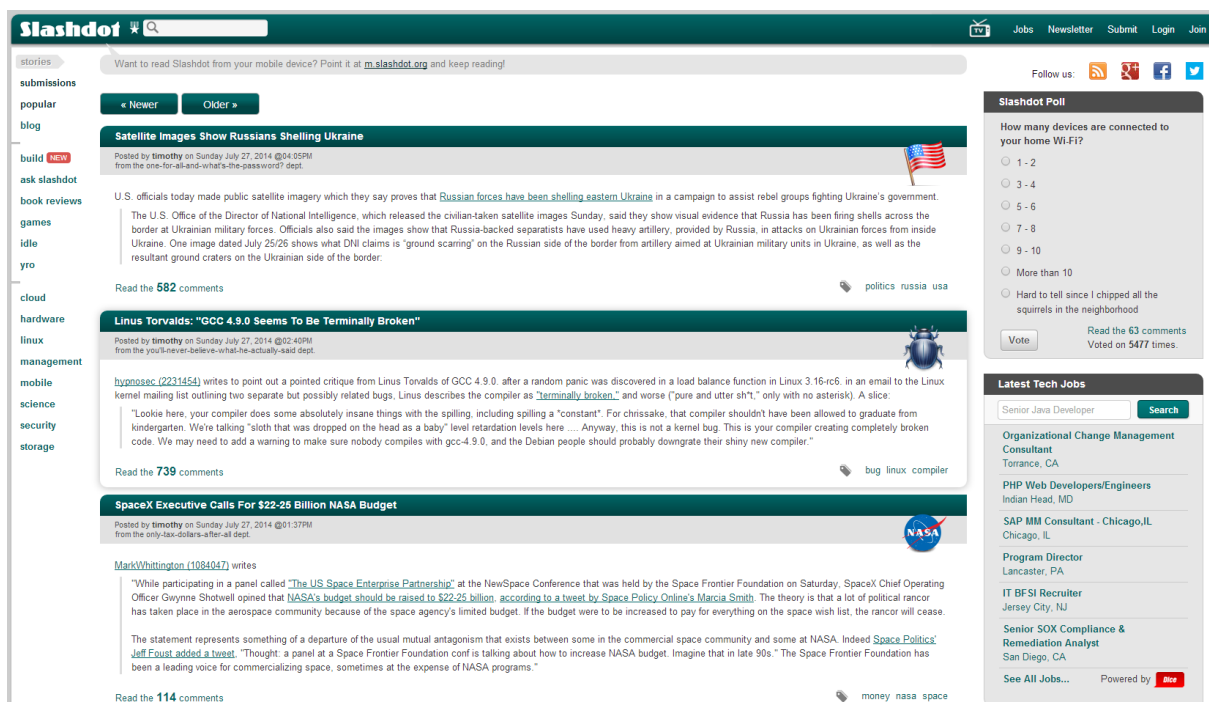 Slashdot
TV
Jobs Newsletter Submit Login Join
stories
submissions
popular
blog
build NEW
ask slashdot
book reviews
games
idle
yro
cloud
hardware
linux
management
mobile
science
security
storage
Want to read Slashdot from your mobile device? Point it at m.slashdot.org and keep reading!
« Newer Older »
Satellite Images Show Russians Shelling Ukraine
Posted by timothy on Sunday July 27, 2014 @04:05PM
from the one-for-all-and-what's-the-password? dept.
U.S. officials today made public satellite imagery which they say proves that Russian forces have been shelling eastern Ukraine in a campaign to assist rebel groups fighting Ukraine's government.
The U.S. Office of the Director of National Intelligence, which released the civilian-taken satellite images Sunday, said they show visual evidence that Russia has been firing shells across the
border at Ukrainian military forces. Officials also said the images show that Russia-backed separatists have used heavy artillery, provided by Russia, in attacks on Ukrainian forces from inside
Ukraine. One image dated July 25/26 shows what DNI claims is "ground scarring" on the Russian side of the border from artillery aimed at Ukrainian military units in Ukraine, as well as the
resultant ground craters on the Ukrainian side of the border:
Read the 582 comments
politics russia usa
Linus Torvalds: "GCC 4.9.0 Seems To Be Terminally Broken"
Posted by timothy on Sunday July 27, 2014 @02:40PM
from the you'll-never-believe-what-he-actually-said dept.
hypnosec (2231454) writes to point out a pointed critique from Linus Torvalds of GCC 4.9.0. after a random panic was discovered in a load balance function in Linux 3.16-rc6. in an email to the Linux
kernel mailing list outlining two separate but possibly related bugs, Linus describes the compiler as "terminally broken," and worse ("pure and utter sh*t," only with no asterisk). A slice:
"Lookie here, your compiler does some absolutely insane things with the spilling, including spilling a *constant*. For chrissake, that compiler shouldn't have been allowed to graduate from
kindergarten. We're talking "sloth that was dropped on the head as a baby" level retardation levels here .... Anyway, this is not a kernel bug. This is your compiler creating completely broken
code. We may need to add a warning to make sure nobody compiles with gcc-4.9.0, and the Debian people should probably downgrate their shiny new compiler."
Read the 739 comments
bug linux compiler
SpaceX Executive Calls For $22-25 Billion NASA Budget
Posted by timothy on Sunday July 27, 2014 @01:37PM
from the only-tax-dollars-after-all dept.
NASA
MarkWhittington (1084047) writes
"While participating in a panel called "The US Space Enterprise Partnership" at the NewSpace Conference that was held by the Space Frontier Foundation on Saturday, SpaceX Chief Operating
Officer Gwynne Shotwell opined that NASA's budget should be raised to $22-25 billion, according to a tweet by Space Policy Online's Marcia Smith. The theory is that a lot of political rancor
has taken place in the aerospace community because of the space agency's limited budget. If the budget were to be increased to pay for everything on the space wish list, the rancor will cease.
The statement represents something of a departure of the usual mutual antagonism that exists between some in the commercial space community and some at NASA. Indeed Space Politics'
Jeff Foust added a tweet, "Thought: a panel at a Space Frontier Foundation conf is talking about how to increase NASA budget. Imagine that in late 90s." The Space Frontier Foundation has
been a leading voice for commercializing space, sometimes at the expense of NASA programs."
Read the 114 comments
money nasa space
Follow us:
Slashdot Poll
How many devices are connected to
your home Wi-Fi?
1 - 2
3 - 4
5 - 6
7 - 8
9 - 10
More than 10
Hard to tell since I chipped all the
squirrels in the neighborhood
Vote
Read the 63 comments
Voted on 5477 times.
Latest Tech Jobs
Senior Java Developer Search
Organizational Change Management
Consultant
Torrance, CA
PHP Web Developers/Engineers
Indian Head, MD
SAP MM Consultant - Chicago,IL
Chicago, IL
Program Director
Lancaster, PA
IT BFSI Recruiter
Jersey City, NJ
Senior SOX Compliance &
Remediation Analyst
San Diego, CA
See All Jobs... Powered by Dice